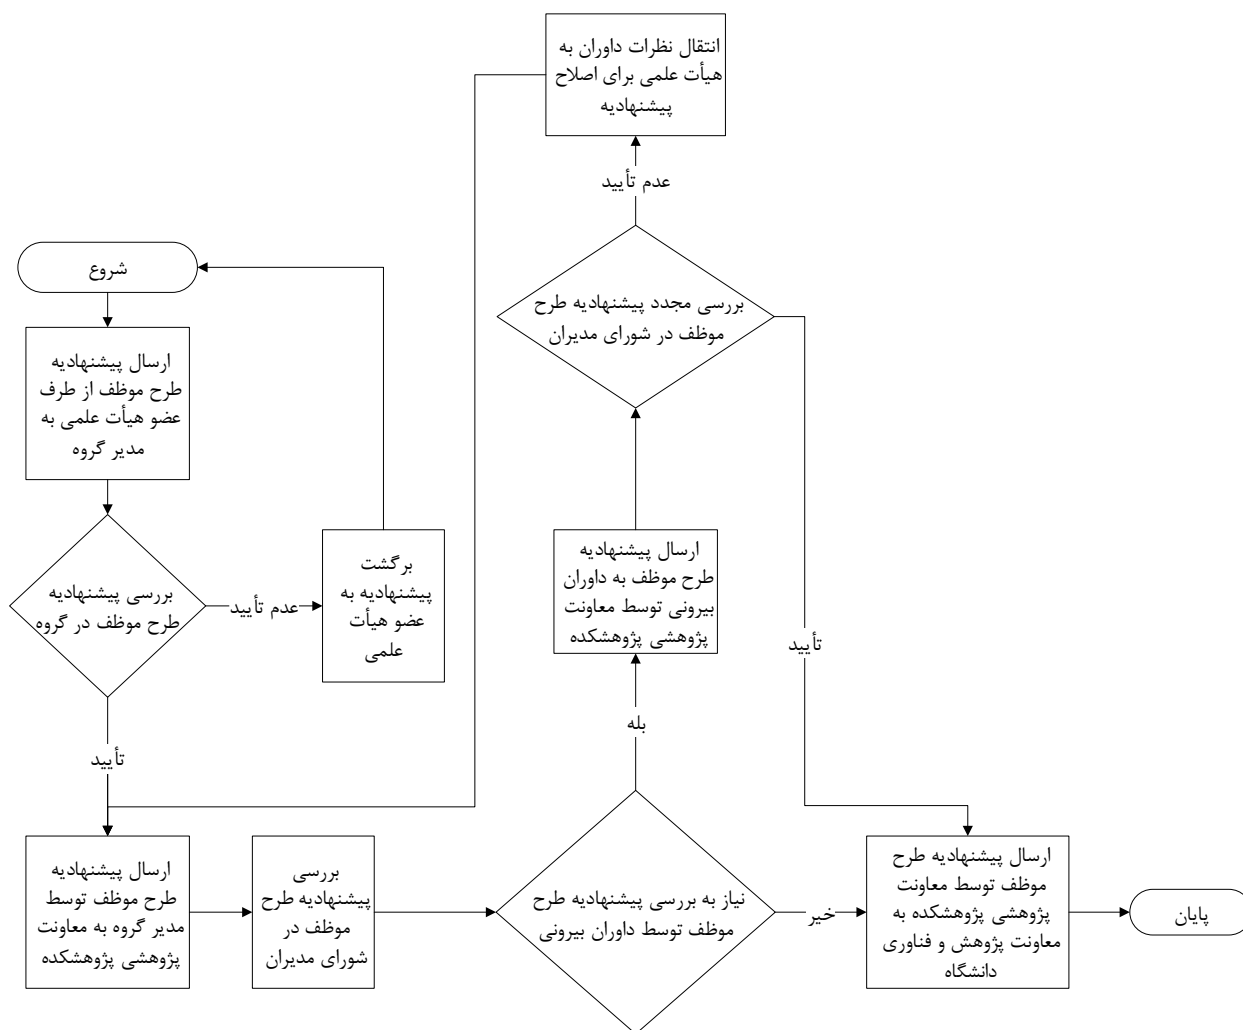 انتقال نظرات داوران به
هیأت علمی برای اصلاح
پیشنهادیه
عدم تأیید
شروع
بررسی مجدد پیشنهادیه طرح
موظف در شورای مدیران
ارسال پیشنهادیه
طرح موظف از طرف
عضو هیأت علمی به
مدیر گروه
برگشت
پیشنهادیه به
عضو هیأت
علمی
عدم تأیید
بررسی پیشنهادیه
طرح موظف در گروه
ارسال پیشنهادیه
طرح موظف به داوران
بیرونی توسط معاونت
پژوهشی پژوهشکده
تأیید
بله
تأیید
ارسال پیشنهادیه
طرح موظف توسط
مدیر گروه به معاونت
پژوهشی پژوهشکده
بررسی
پیشنهادیه طرح
موظف در
شورای مدیران
نیاز به بررسی پیشنهادیه طرح
موظف توسط داوران بیرونی
خیر
ارسال پیشنهادیه طرح
موظف توسط معاونت
پژوهشی پژوهشکده به
معاونت پژوهش و فناوری
دانشگاه
پایان